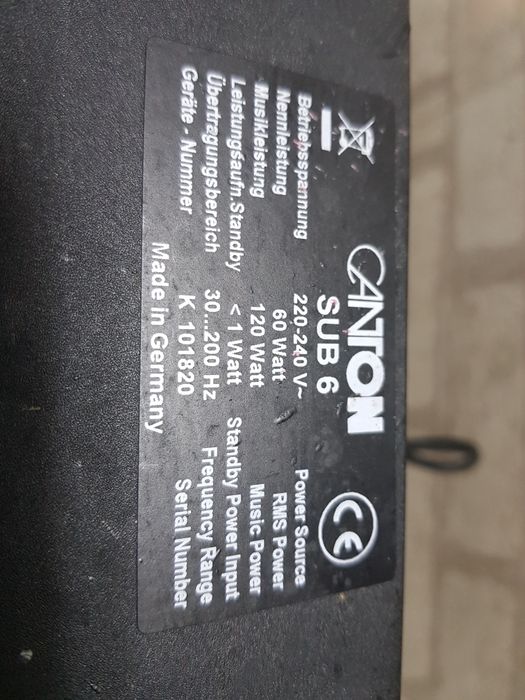 CANTON
SUB 6
CE
Betriebsspannung 220-240 V~ Power Source
Nennleistung 60 Watt RMS Power
Musikleistung 120 Watt Music Power
Leistungsaufn.Standby < 1 Watt Standby Power Input
Übertragungsbereich 30...200 Hz Frequency Range
Geräte - Nummer K 101820 Serial Number
Made in Germany